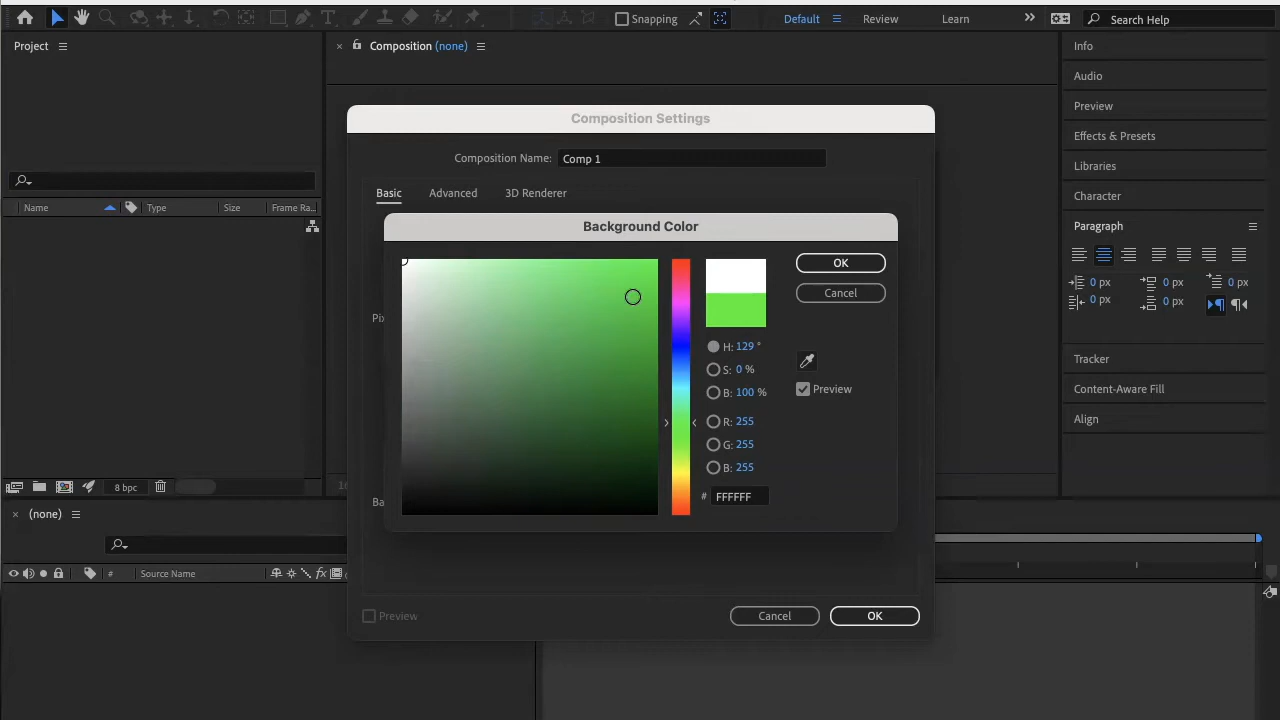 Snapping
Default
Review
Learn
Search Help
Project
Composition (none)
Info
Audio
Preview
Effects & Presets
Libraries
Character
Paragraph
0 px
0 px
0 px
0 px
0 px
Tracker
Content-Aware Fill
Align
Name
Type
Size
Frame Ra...
8 bpc
Composition Settings
Composition Name: Comp 1
Basic
Advanced
3D Renderer
Background Color
OK
Cancel
H: 129 °
S: 0 %
B: 100 %
Preview
R: 255
G: 255
B: 255
# FFFFFF
Pix
Ba
Preview
Cancel
OK
(none)
#
Source Name
fx